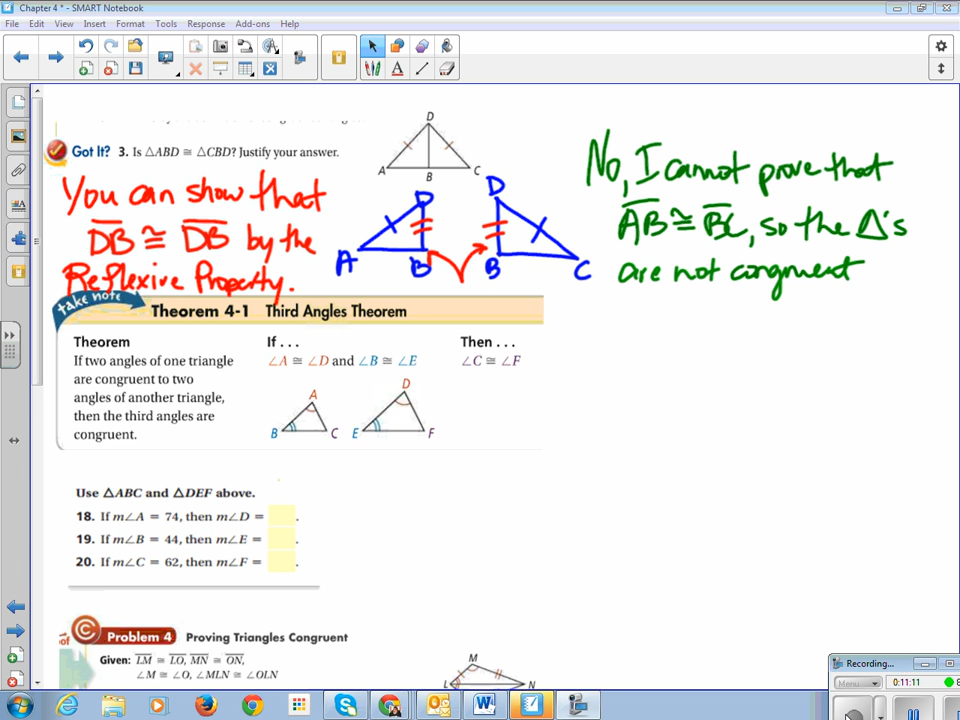 Chapter 4 * - SMART Notebook
File Edit View Insert Format Tools Response Add-ons Help
D
Got It? 3. Is △ABD ≅ △CBD? Justify your answer.
A B C
No, I cannot prove that
AB ≅ BC, so the Δ's
are not congruent
You can show that
DB ≅ DB by the
Reflexive Property.
D D
A B B C
take note Theorem 4-1 Third Angles Theorem
Theorem If . . . Then . . .
If two angles of one triangle ∠A ≅ ∠D and ∠B ≅ ∠E ∠C ≅ ∠F
are congruent to two
angles of another triangle,
then the third angles are
congruent.
A D
B C E F
Use △ABC and △DEF above.
18. If m∠A = 74, then m∠D = .
19. If m∠B = 44, then m∠E = .
20. If m∠C = 62, then m∠F = .
C Problem 4 Proving Triangles Congruent
Given: LM ≅ LO, MN ≅ ON,
∠M ≅ ∠O, ∠MLN ≅ ∠OLN
M
L N
Recording...
Menu 0:11:11